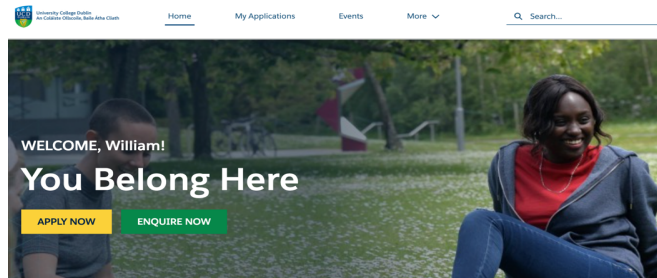 UCD
University College Dublin
An Coláiste Ollscoile, Baile Átha Cliath
Home
My Applications
Events
More
Search...
WELCOME, William!
You Belong Here
APPLY NOW
ENQUIRE NOW